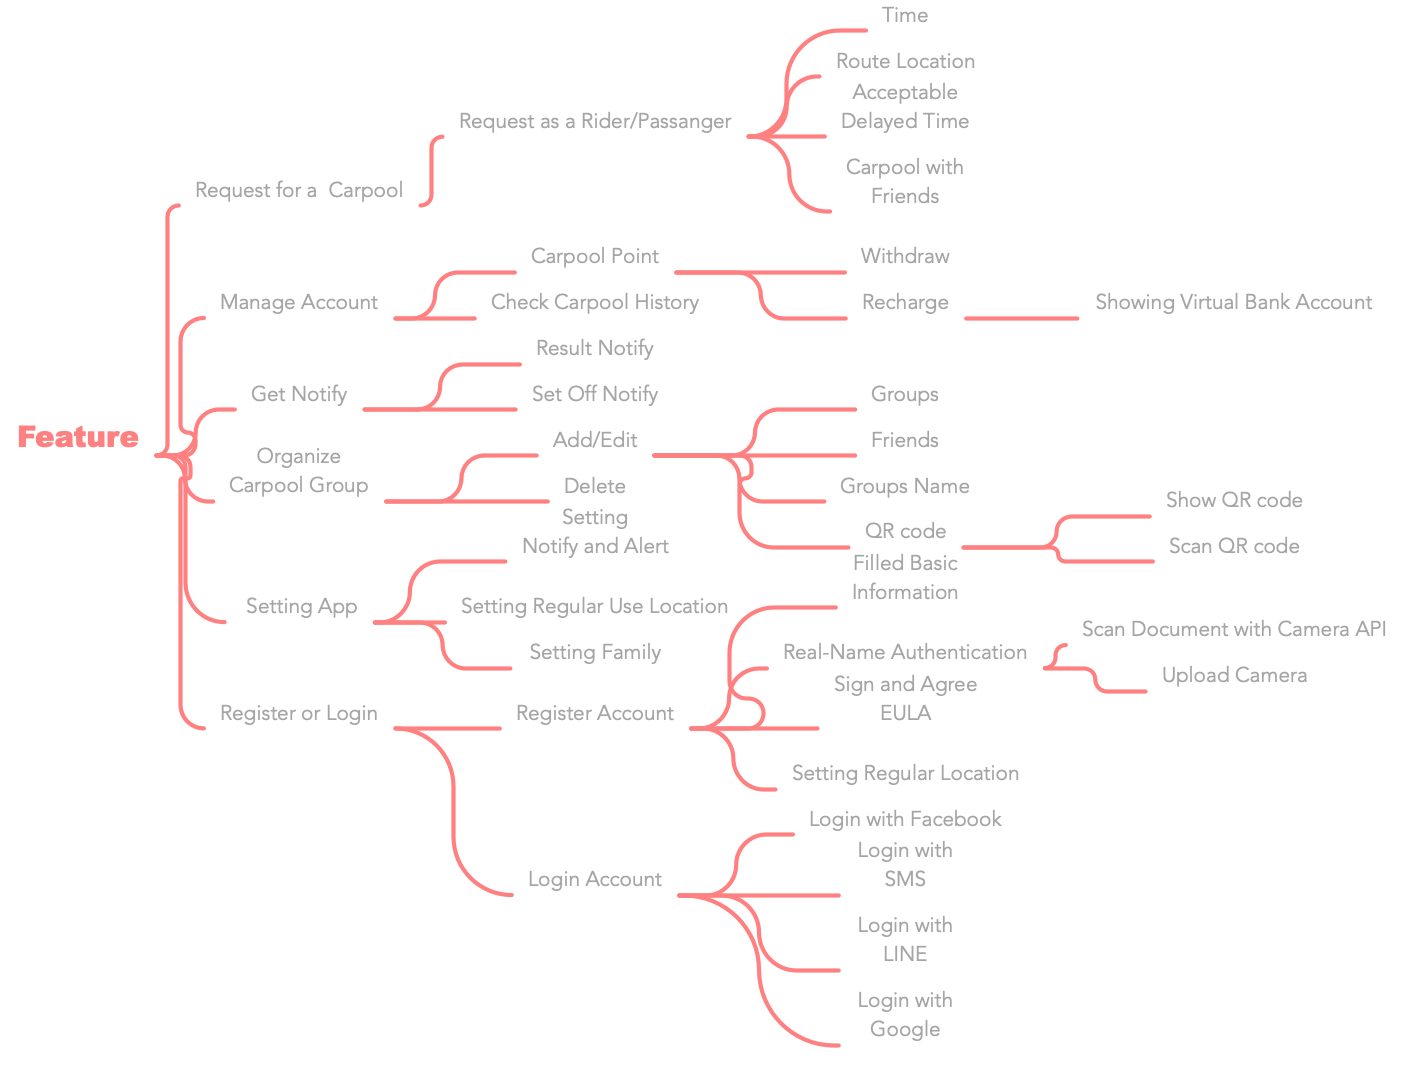 Time
Route Location
Acceptable
Delayed Time
Request as a Rider/Passanger
Carpool with
Friends
Request for a  Carpool
Carpool Point
Withdraw
Manage Account
Check Carpool History
Recharge
Showing Virtual Bank Account
Result Notify
Get Notify
Set Off Notify
Groups
Feature
Add/Edit
Friends
Organize
Carpool Group
Delete
Groups Name
Show QR code
Setting
Notify and Alert
QR code
Scan QR code
Filled Basic
Information
Setting App
Setting Regular Use Location
Scan Document with Camera API
Setting Family
Real-Name Authentication
Upload Camera
Sign and Agree
EULA
Register or Login
Register Account
Setting Regular Location
Login with Facebook
Login with
SMS
Login Account
Login with
LINE
Login with
Google